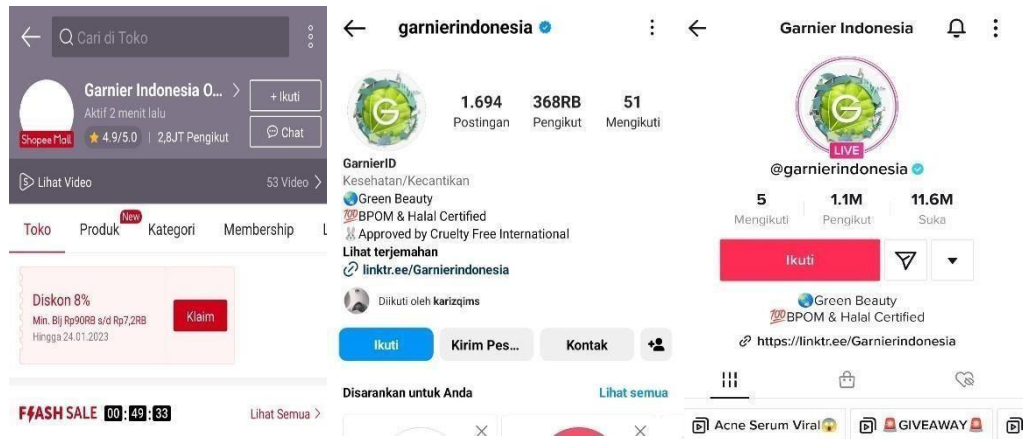 Cari di Toko
Garnier Indonesia O... >
Aktif 2 menit lalu
+ Ikuti
Shopee Mall
4.9/5.0 | 2,8JT Pengikut
Chat
Lihat Video
53 Video >
Toko
Produk
New
Kategori
Membership
Diskon 8%
Min. Blj Rp90RB s/d Rp7,2RB
Hingga 24.01.2023
Klaim
FLASH SALE 00:49:33
Lihat Semua >
garnierindonesia
G
1.694
368RB
51
Postingan
Pengikut
Mengikuti
GarnierID
Kesehatan/Kecantikan
🌏Green Beauty
💯BPOM & Halal Certified
🐰Approved by Cruelty Free International
Lihat terjemahan
linktr.ee/Garnierindonesia
Diikuti oleh karizqims
Ikuti
Kirim Pes...
Kontak
Disarankan untuk Anda
Lihat semua
Garnier Indonesia
G
LIVE
@garnierindonesia
5
1.1M
11.6M
Mengikuti
Pengikut
Suka
Ikuti
🌏Green Beauty
💯BPOM & Halal Certified
https://linktr.ee/Garnierindonesia
Acne Serum Viral😱
🚨GIVEAWAY🚨